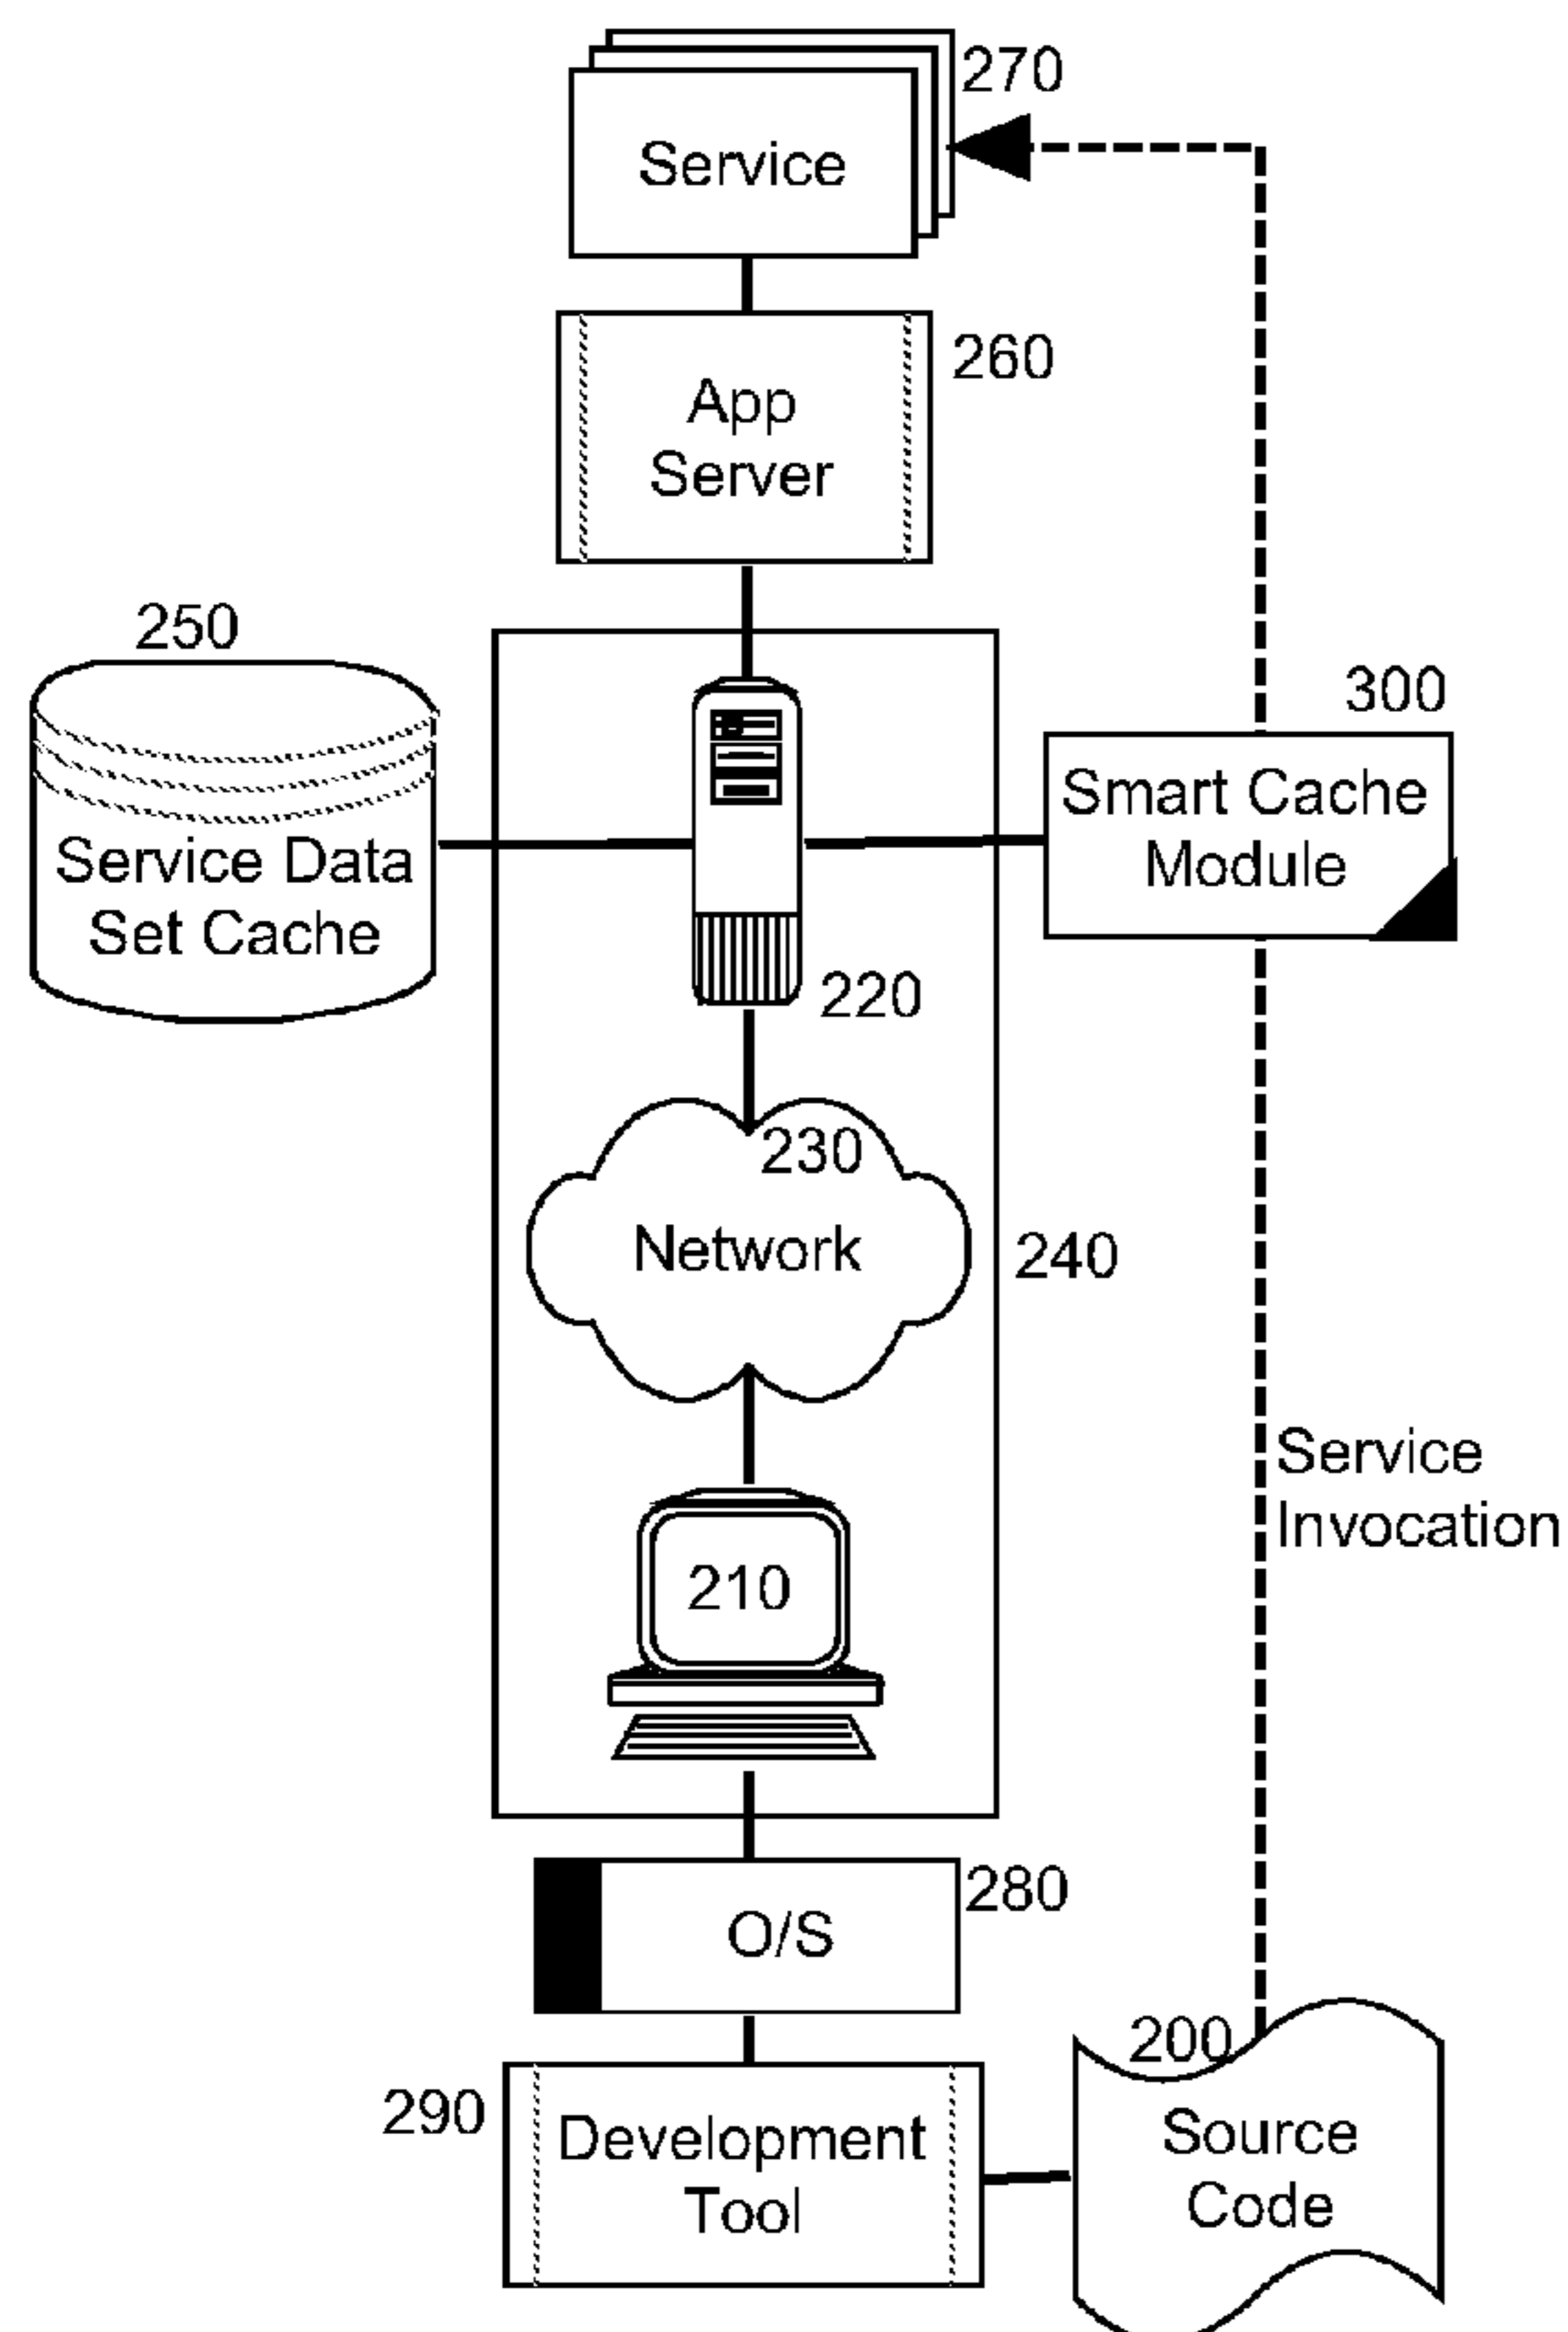 270
Service
260
App
Server
250
300
Smart Cache
Module
Service Data
Set Cache
220
230
Network
240
Service
Invocation
210
280
O/S
200
290
Development
Tool
Source
Code